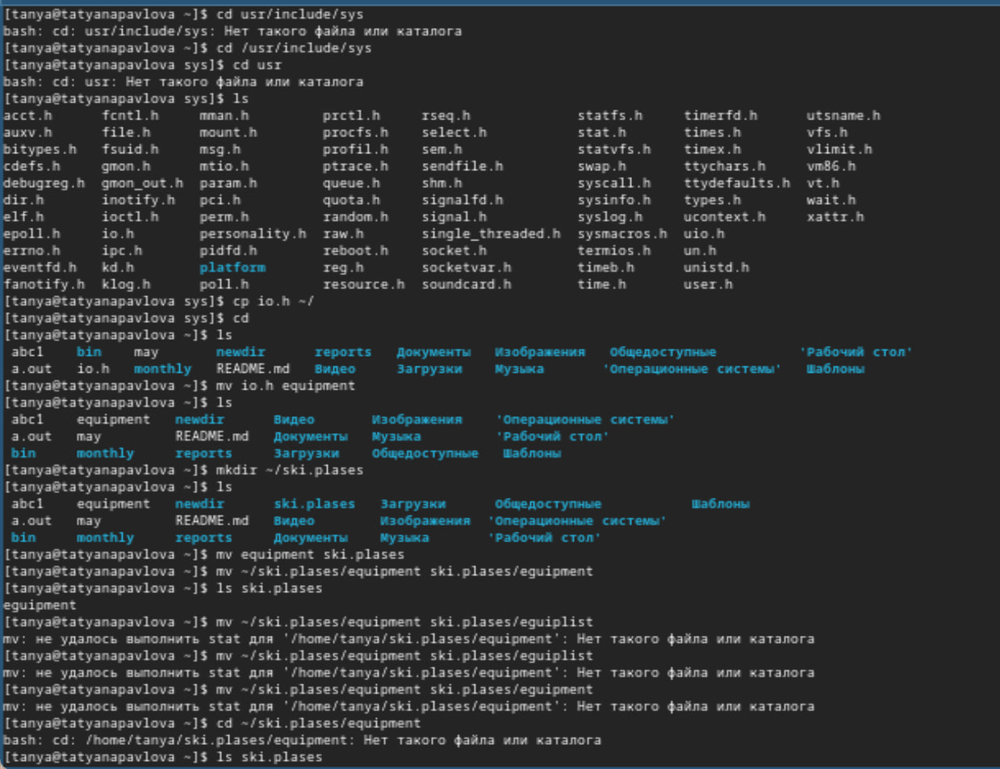 [tanya@tatyanapavlova ~]$ cd usr/include/sys
bash: cd: usr/include/sys: Нет такого файла или каталога
[tanya@tatyanapavlova ~]$ cd /usr/include/sys
[tanya@tatyanapavlova sys]$ cd usr
bash: cd: usr: Нет такого файла или каталога
[tanya@tatyanapavlova sys]$ ls
acct.h fcntl.h mman.h prctl.h rseq.h statfs.h timerfd.h utsname.h
auxv.h file.h mount.h procfs.h select.h stat.h times.h vfs.h
bitypes.h fsuid.h msg.h profil.h sem.h statvfs.h timex.h vlimit.h
cdefs.h gmon.h mtio.h ptrace.h sendfile.h swap.h ttychars.h vm86.h
debugreg.h gmon_out.h param.h queue.h shm.h syscall.h ttydefaults.h vt.h
dir.h inotify.h pci.h quota.h signalfd.h sysinfo.h types.h wait.h
elf.h ioctl.h perm.h random.h signal.h syslog.h ucontext.h xattr.h
epoll.h io.h personality.h raw.h single_threaded.h sysmacros.h uio.h
errno.h ipc.h pidfd.h reboot.h socket.h termios.h un.h
eventfd.h kd.h platform reg.h socketvar.h timeb.h unistd.h
fanotify.h klog.h poll.h resource.h soundcard.h time.h user.h
[tanya@tatyanapavlova sys]$ cp io.h ~/
[tanya@tatyanapavlova sys]$ cd
[tanya@tatyanapavlova ~]$ ls
abc1 bin may newdir reports Документы Изображения Общедоступные 'Рабочий стол'
a.out io.h monthly README.md Видео Загрузки Музыка 'Операционные системы' Шаблоны
[tanya@tatyanapavlova ~]$ mv io.h equipment
[tanya@tatyanapavlova ~]$ ls
abc1 equipment newdir Видео Изображения 'Операционные системы'
a.out may README.md Документы Музыка 'Рабочий стол'
bin monthly reports Загрузки Общедоступные Шаблоны
[tanya@tatyanapavlova ~]$ mkdir ~/ski.plases
[tanya@tatyanapavlova ~]$ ls
abc1 equipment newdir ski.plases Загрузки Общедоступные Шаблоны
a.out may README.md Видео Изображения 'Операционные системы'
bin monthly reports Документы Музыка 'Рабочий стол'
[tanya@tatyanapavlova ~]$ mv equipment ski.plases
[tanya@tatyanapavlova ~]$ mv ~/ski.plases/equipment ski.plases/eguipment
[tanya@tatyanapavlova ~]$ ls ski.plases
eguipment
[tanya@tatyanapavlova ~]$ mv ~/ski.plases/equipment ski.plases/eguiplist
mv: не удалось выполнить stat для '/home/tanya/ski.plases/equipment': Нет такого файла или каталога
[tanya@tatyanapavlova ~]$ mv ~/ski.plases/equipment ski.plases/eguiplist
mv: не удалось выполнить stat для '/home/tanya/ski.plases/equipment': Нет такого файла или каталога
[tanya@tatyanapavlova ~]$ mv ~/ski.plases/equipment ski.plases/eguipment
mv: не удалось выполнить stat для '/home/tanya/ski.plases/equipment': Нет такого файла или каталога
[tanya@tatyanapavlova ~]$ cd ~/ski.plases/equipment
bash: cd: /home/tanya/ski.plases/equipment: Нет такого файла или каталога
[tanya@tatyanapavlova ~]$ ls ski.plases